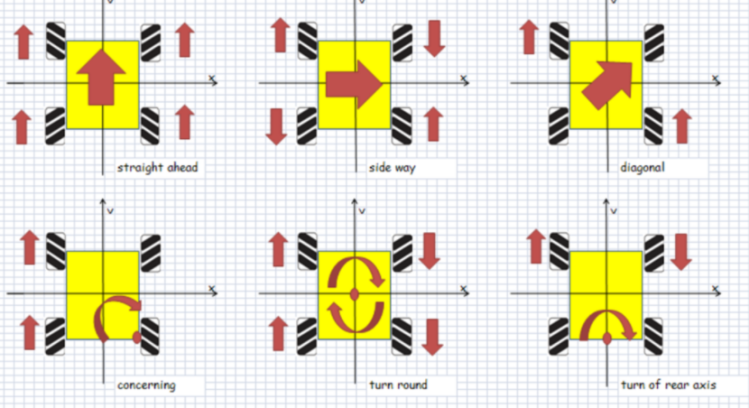 x
x
x
straight ahead
side way
diagonal
y
y
y
x
x
x
concerning
turn round
turn of rear axis